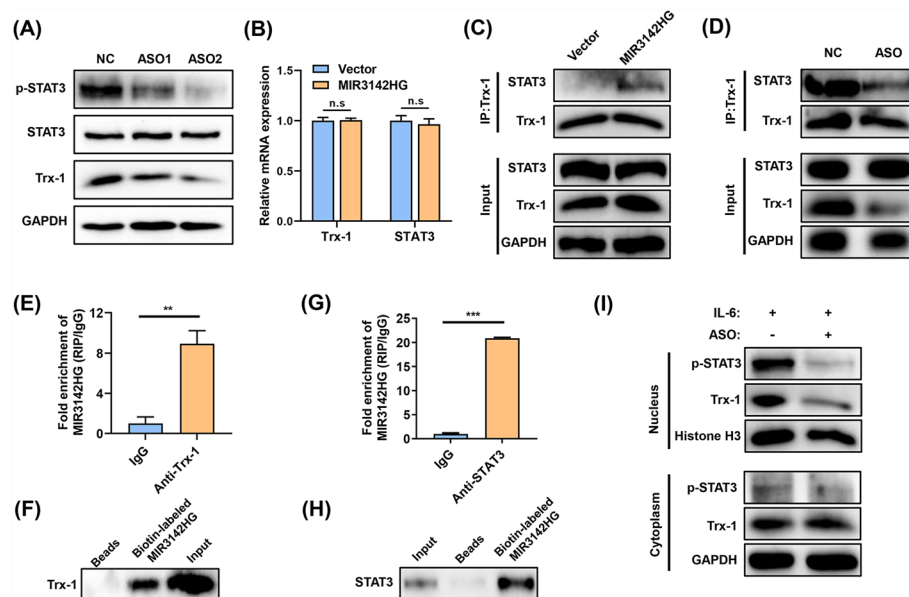 (A)
NC ASO1 ASO2
p-STAT3
STAT3
Trx-1
GAPDH
(B)
Vector
MIR3142HG
n.s n.s
Relative mRNA expression
1.5
1.0
0.5
0.0
Trx-1 STAT3
(C)
Vector MIR3142HG
IP:Trx-1
STAT3
Trx-1
Input
STAT3
Trx-1
GAPDH
(D)
NC ASO
IP:Trx-1
STAT3
Trx-1
Input
STAT3
Trx-1
GAPDH
(E)
Fold enrichment of
MIR3142HG (RIP/IgG)
**
12
9
6
3
0
IgG Anti-Trx-1
(F)
Beads Biotin-labeled MIR3142HG Input
Trx-1
(G)
Fold enrichment of
MIR3142HG (RIP/IgG)
***
25
20
15
10
5
0
IgG Anti-STAT3
(H)
Input Beads Biotin-labeled MIR3142HG
STAT3
(I)
IL-6: + +
ASO: - +
Nucleus
p-STAT3
Trx-1
Histone H3
Cytoplasm
p-STAT3
Trx-1
GAPDH